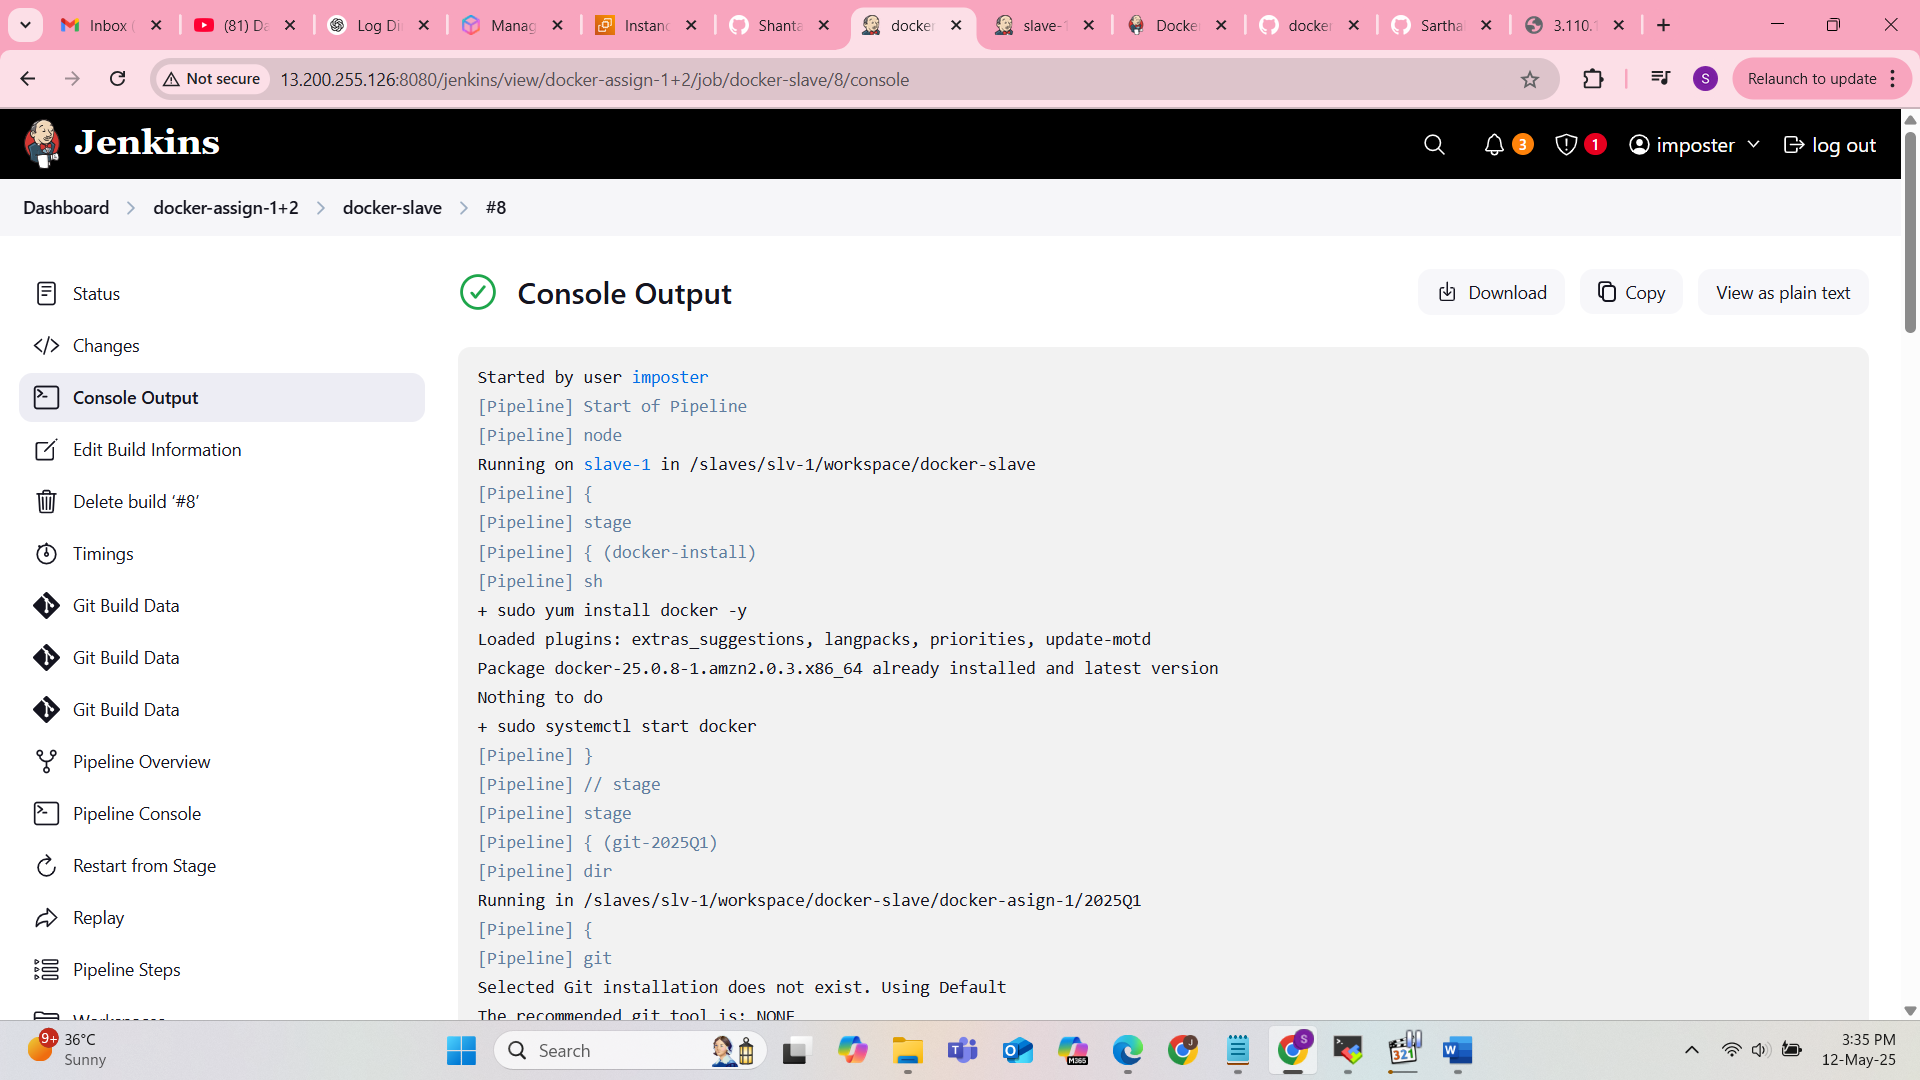 Inbox (
(81) Da
Log Di
Manag
Instanc
Shanta
docker
slave-1
Docke
docker
Sartha
3.110.
Not secure
13.200.255.126:8080/jenkins/view/docker-assign-1+2/job/docker-slave/8/console
S
Relaunch to update
Jenkins
3
1
imposter
log out
Dashboard
docker-assign-1+2
docker-slave
#8
Status
Changes
Console Output
Edit Build Information
Delete build ‘#8’
Timings
Git Build Data
Git Build Data
Git Build Data
Pipeline Overview
Pipeline Console
Restart from Stage
Replay
Pipeline Steps
Workspaces
Console Output
Download
Copy
View as plain text
Started by user imposter
[Pipeline] Start of Pipeline
[Pipeline] node
Running on slave-1 in /slaves/slv-1/workspace/docker-slave
[Pipeline] {
[Pipeline] stage
[Pipeline] { (docker-install)
[Pipeline] sh
+ sudo yum install docker -y
Loaded plugins: extras_suggestions, langpacks, priorities, update-motd
Package docker-25.0.8-1.amzn2.0.3.x86_64 already installed and latest version
Nothing to do
+ sudo systemctl start docker
[Pipeline] }
[Pipeline] // stage
[Pipeline] stage
[Pipeline] { (git-2025Q1)
[Pipeline] dir
Running in /slaves/slv-1/workspace/docker-slave/docker-asign-1/2025Q1
[Pipeline] {
[Pipeline] git
Selected Git installation does not exist. Using Default
The recommended git tool is: NONE
9+
36°C
Sunny
Search
M365
J
S
321
3:35 PM
12-May-25